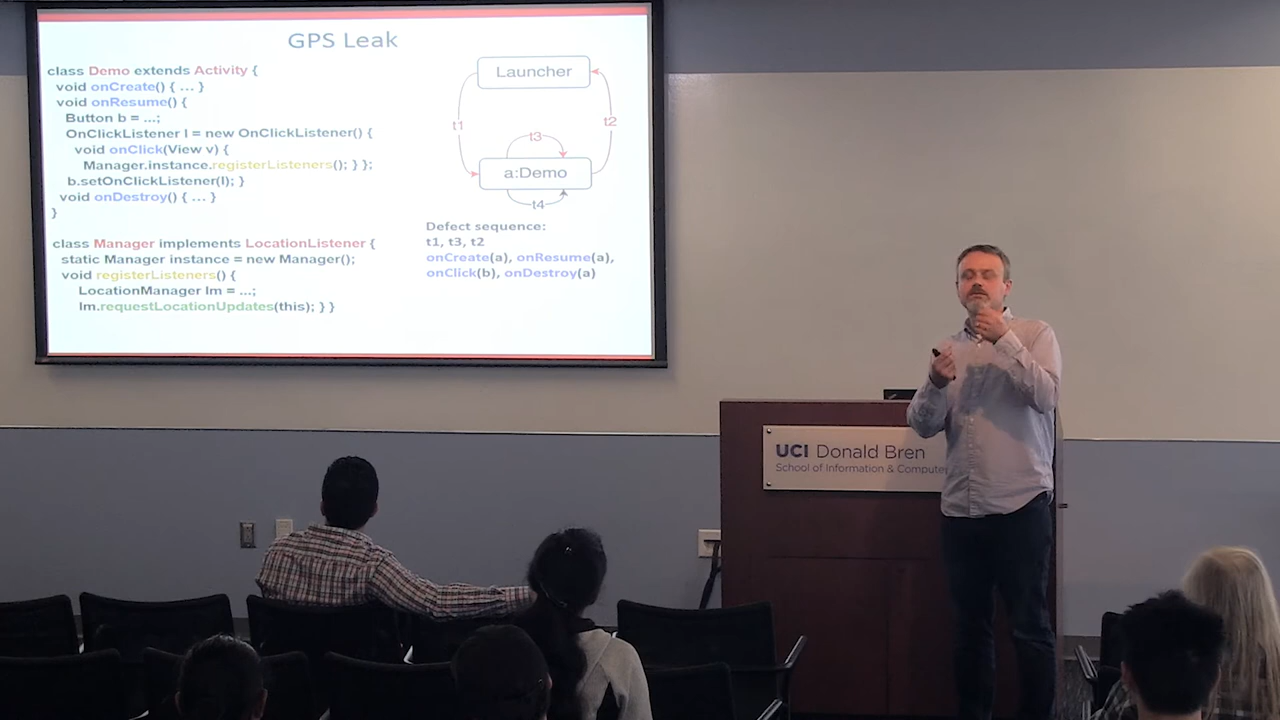 GPS Leak
class Demo extends Activity {
void onCreate() { ... }
void onResume() {
Button b = ...;
OnClickListener l = new OnClickListener() {
void onClick(View v) {
Manager.instance.registerListeners(); } };
b.setOnClickListener(l); }
void onDestroy() { ... }
}
class Manager implements LocationListener {
static Manager instance = new Manager();
void registerListeners() {
LocationManager lm = ...;
lm.requestLocationUpdates(this); } }
Launcher
t1
t2
t3
a:Demo
t4
Defect sequence:
t1, t3, t2
onCreate(a), onResume(a),
onClick(b), onDestroy(a)
UCI Donald Bren
School of Information & Compute